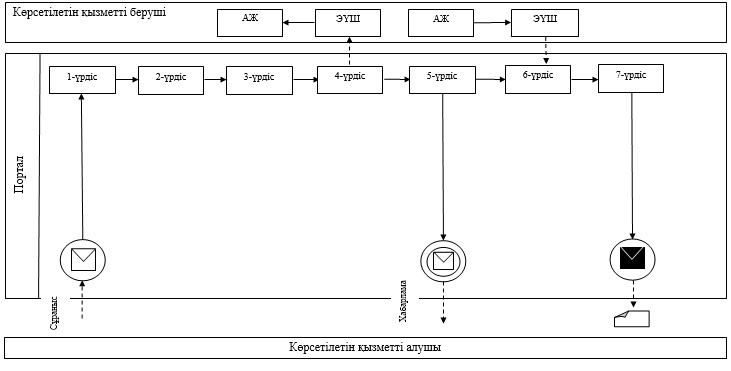 Көрсетілетін қызметті беруші
АЖ
ЭҮШ
АЖ
ЭҮШ
Портал
1-үрдіс
2-үрдіс
3-үрдіс
4-үрдіс
5-үрдіс
6-үрдіс
7-үрдіс
Сұраныс
Хабарлама
Көрсетілетін қызметті алушы